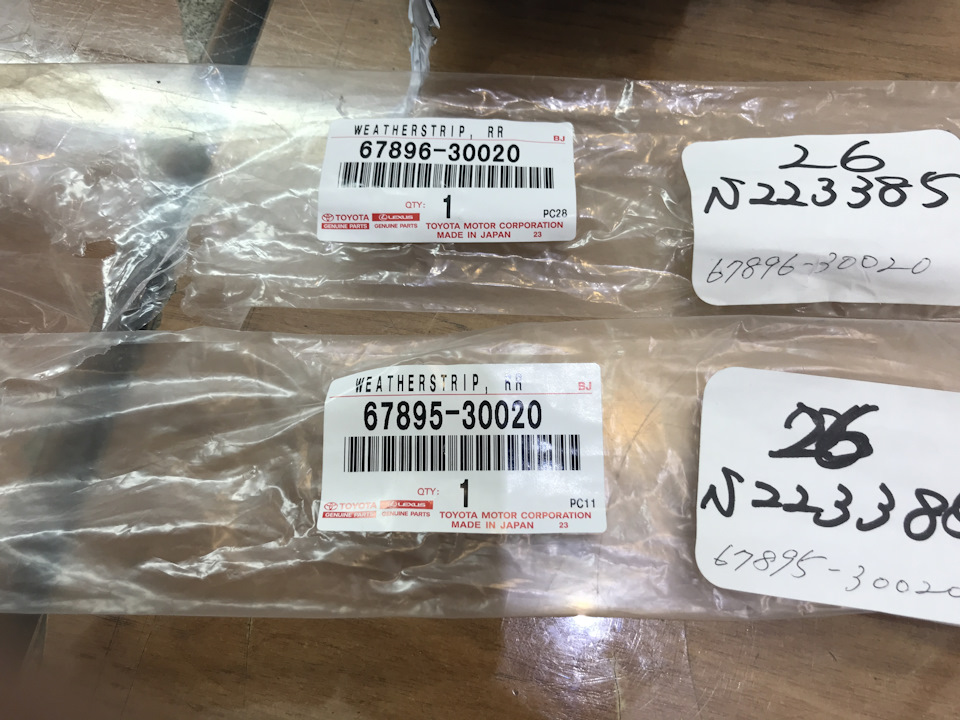 WEATHERSTRIP, RR
BJ
67896-30020
QTY: 1
PC28
TOYOTA
GENUINE PARTS
LEXUS
GENUINE PARTS
TOYOTA MOTOR CORPORATION
MADE IN JAPAN 23
26
N223385
67896-30020
WEATHERSTRIP, RR
BJ
67895-30020
QTY: 1
PC11
TOYOTA
GENUINE PARTS
LEXUS
GENUINE PARTS
TOYOTA MOTOR CORPORATION
MADE IN JAPAN 23
26
67895-30020